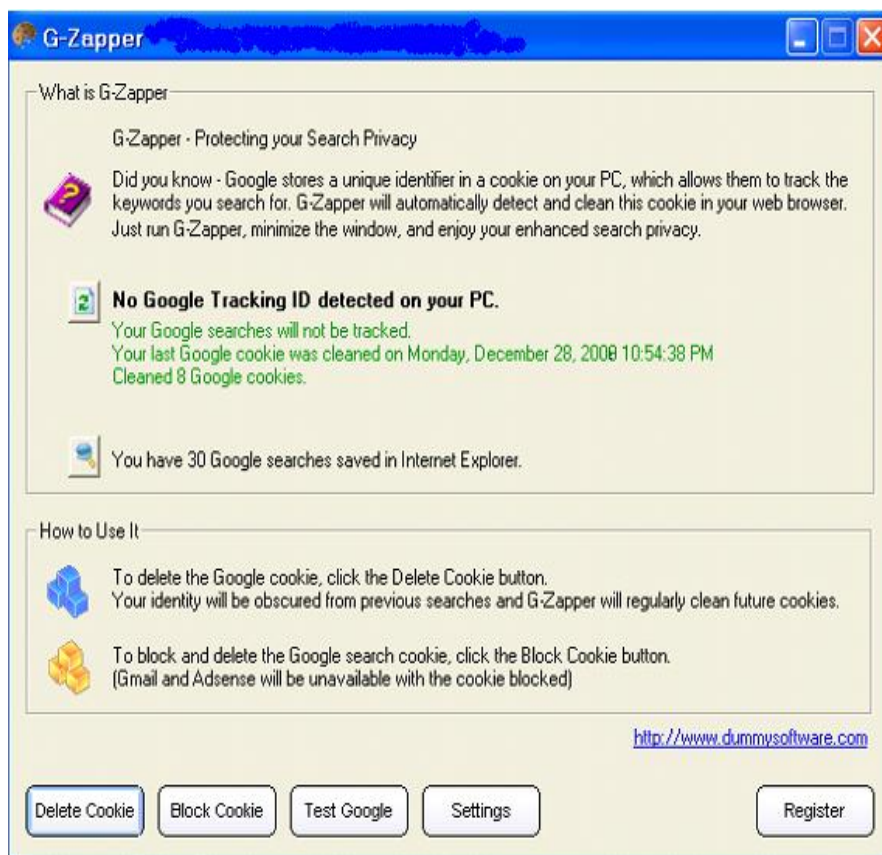 G-Zapper
What is G-Zapper
G-Zapper - Protecting your Search Privacy
Did you know - Google stores a unique identifier in a cookie on your PC, which allows them to track the
keywords you search for. G-Zapper will automatically detect and clean this cookie in your web browser.
Just run G-Zapper, minimize the window, and enjoy your enhanced search privacy.
No Google Tracking ID detected on your PC.
Your Google searches will not be tracked.
Your last Google cookie was cleaned on Monday, December 28, 10:54:38 PM
Cleaned 8 Google cookies.
You have 30 Google searches saved in Internet Explorer.
How to Use It
To delete the Google cookie, click the Delete Cookie button.
Your identity will be obscured from previous searches and G-Zapper will regularly clean future cookies.
To block and delete the Google search cookie, click the Block Cookie button.
(Gmail and Adsense will be unavailable with the cookie blocked)
http://www.dummysoftware.com
Delete Cookie
Block Cookie
Test Google
Settings
Register